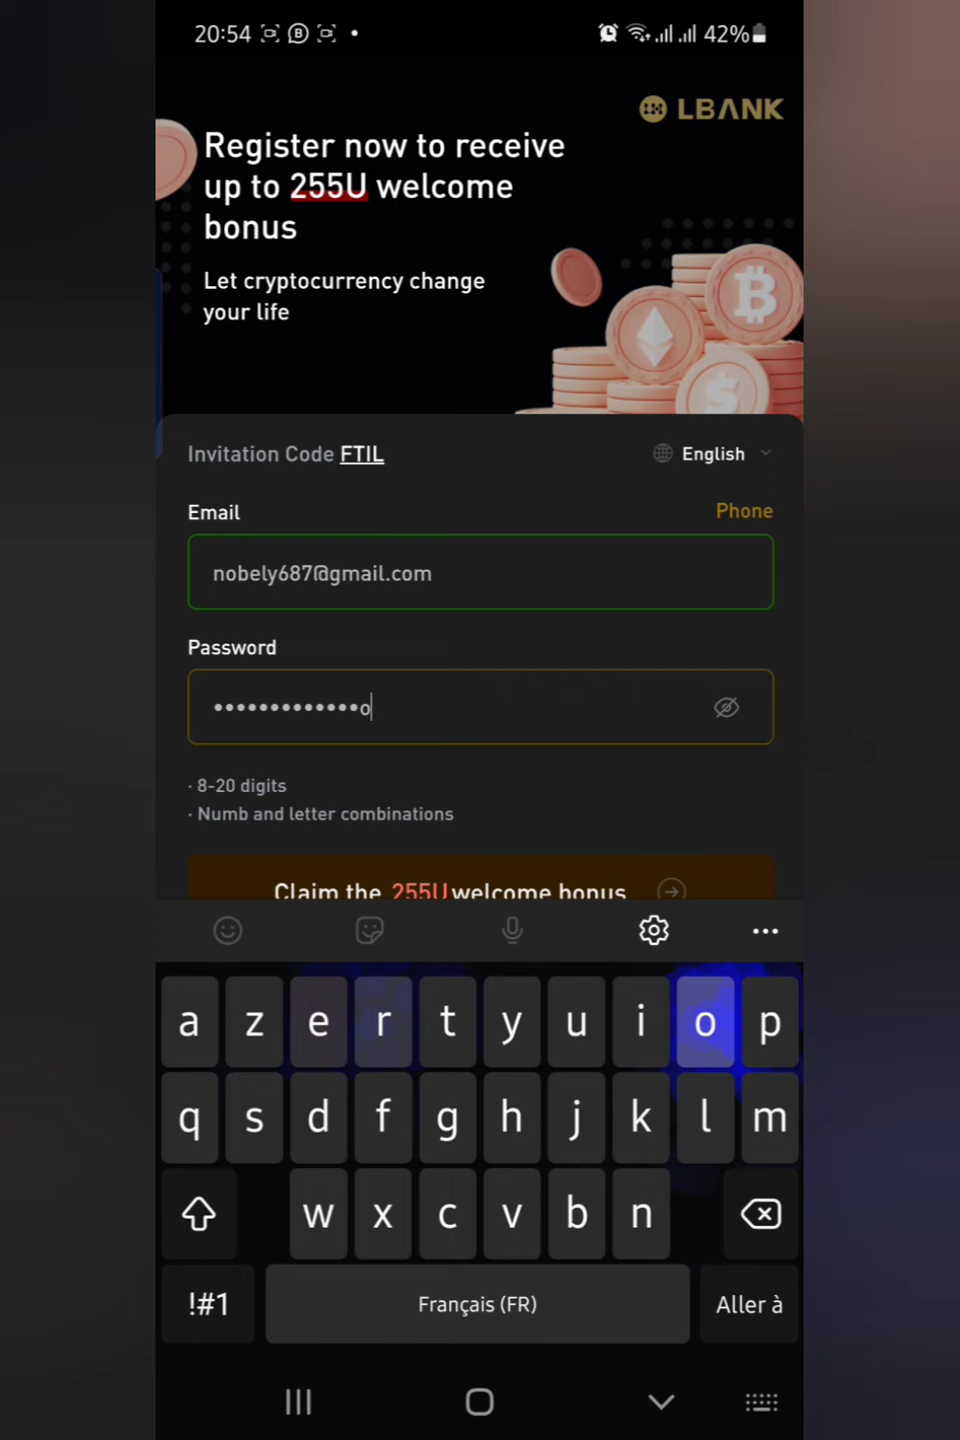 20:54
42%
LBANK
Register now to receive
up to 255U welcome
bonus
Let cryptocurrency change
your life
Invitation Code FTIL
English
Email
Phone
nobely687@gmail.com
Password
•••••••••••••o
· 8-20 digits
· Numb and letter combinations
Claim the 255U welcome bonus
a z e r t y u i o p
q s d f g h j k l m
w x c v b n
!#1
Français (FR)
Aller à